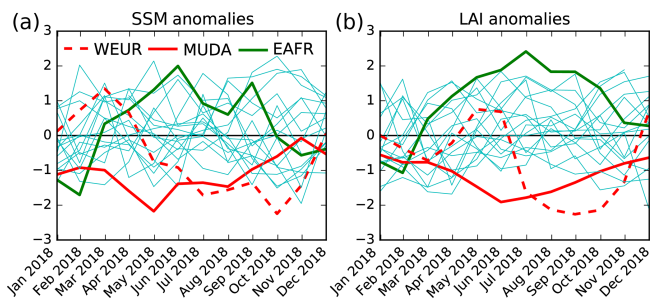 (a) SSM anomalies
3
2
1
0
−1
−2
−3
WEUR MUDA EAFR
Jan 2018
Feb 2018
Mar 2018
Apr 2018
May 2018
Jun 2018
Jul 2018
Aug 2018
Sep 2018
Oct 2018
Nov 2018
Dec 2018
(b) LAI anomalies
3
2
1
0
−1
−2
−3
Jan 2018
Feb 2018
Mar 2018
Apr 2018
May 2018
Jun 2018
Jul 2018
Aug 2018
Sep 2018
Oct 2018
Nov 2018
Dec 2018